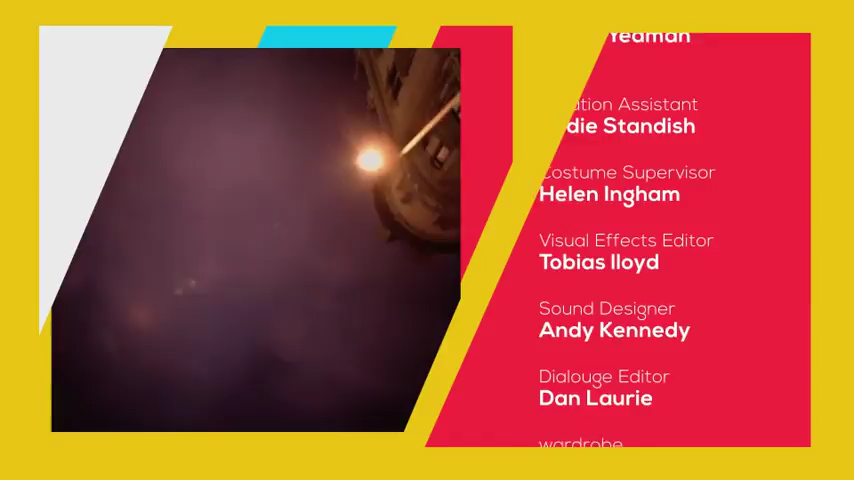 Yeaman
Assistant
Standish
Costume Supervisor
Helen Ingham
Visual Effects Editor
Tobias lloyd
Sound Designer
Andy Kennedy
Dialouge Editor
Dan Laurie
wardrobe